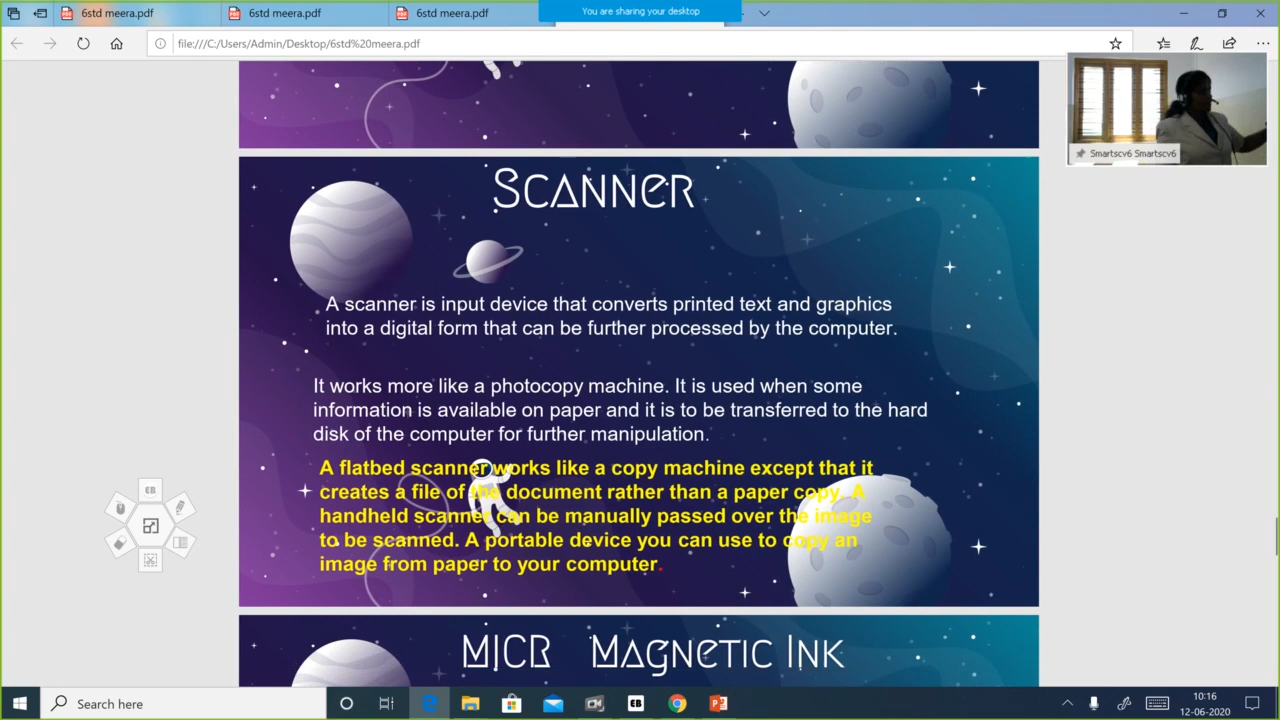 6std meera.pdf
6std meera.pdf
6std meera.pdf
You are sharing your desktop
file:///C:/Users/Admin/Desktop/6std%20meera.pdf
Smartscv6 Smartscv6
Scanner
A scanner is input device that converts printed text and graphics
into a digital form that can be further processed by the computer.
It works more like a photocopy machine. It is used when some
information is available on paper and it is to be transferred to the hard
disk of the computer for further manipulation.
A flatbed scanner works like a copy machine except that it
creates a file of the document rather than a paper copy. A
handheld scanner can be manually passed over the image
to be scanned. A portable device you can use to copy an
image from paper to your computer.
EB
MICR Magnetic Ink
Search here
EB
10:16
12-06-2020